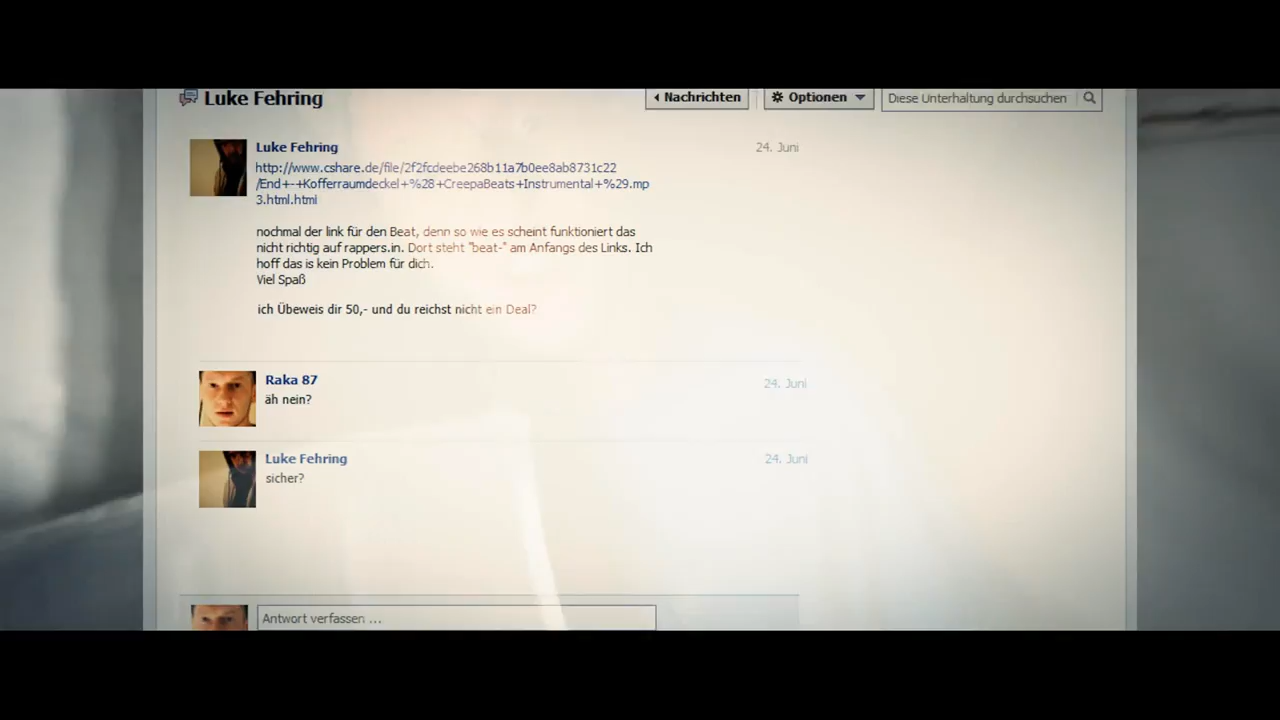 Luke Fehring
Nachrichten
Optionen
Diese Unterhaltung durchsuchen
Luke Fehring
24. Juni
http://www.cshare.de/file/2f2fcdeebe268b11a7b0ee8ab8731c22
/End+-+Kofferraumdeckel+%28+CreepaBeats+Instrumental+%29.mp
3.html.html
nochmal der link für den Beat, denn so wie es scheint funktioniert das
nicht richtig auf rappers.in. Dort steht "beat-" am Anfangs des Links. Ich
hoff das is kein Problem für dich.
Viel Spaß
ich Übeweis dir 50,- und du reichst nicht ein Deal?
Raka 87
24. Juni
äh nein?
Luke Fehring
24. Juni
sicher?
Antwort verfassen ...